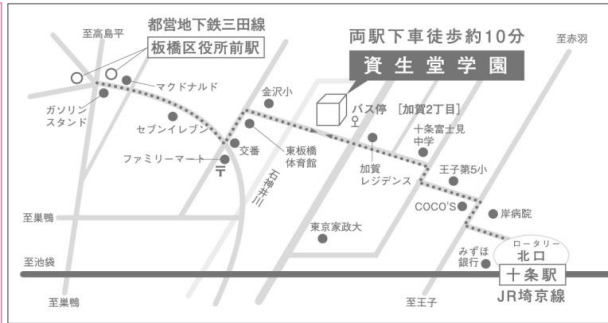 至高島平
都営地下鉄三田線
板橋区役所前駅
両駅下車徒歩約10分
資生堂学園
至赤羽
マクドナルド
ガソリン
スタンド
セブンイレブン
ファミリーマート
〒
交番
金沢小
東板橋
体育館
石神井川
バス停 [加賀2丁目]
加賀
レジデンス
十条富士見
中学
王子第5小
COCO'S
岸病院
東京家政大
みずほ
銀行
ロータリー
北口
十条駅
JR埼京線
至巣鴨
至池袋
至巣鴨
至王子